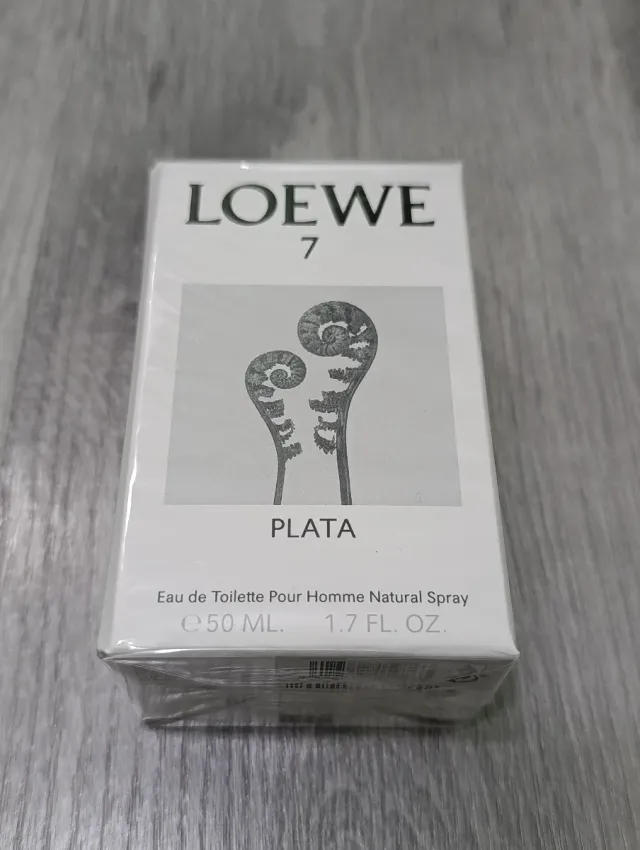 LOEWE
7
PLATA
Eau de Toilette Pour Homme Natural Spray
℮50 ML. 1.7 FL. OZ.